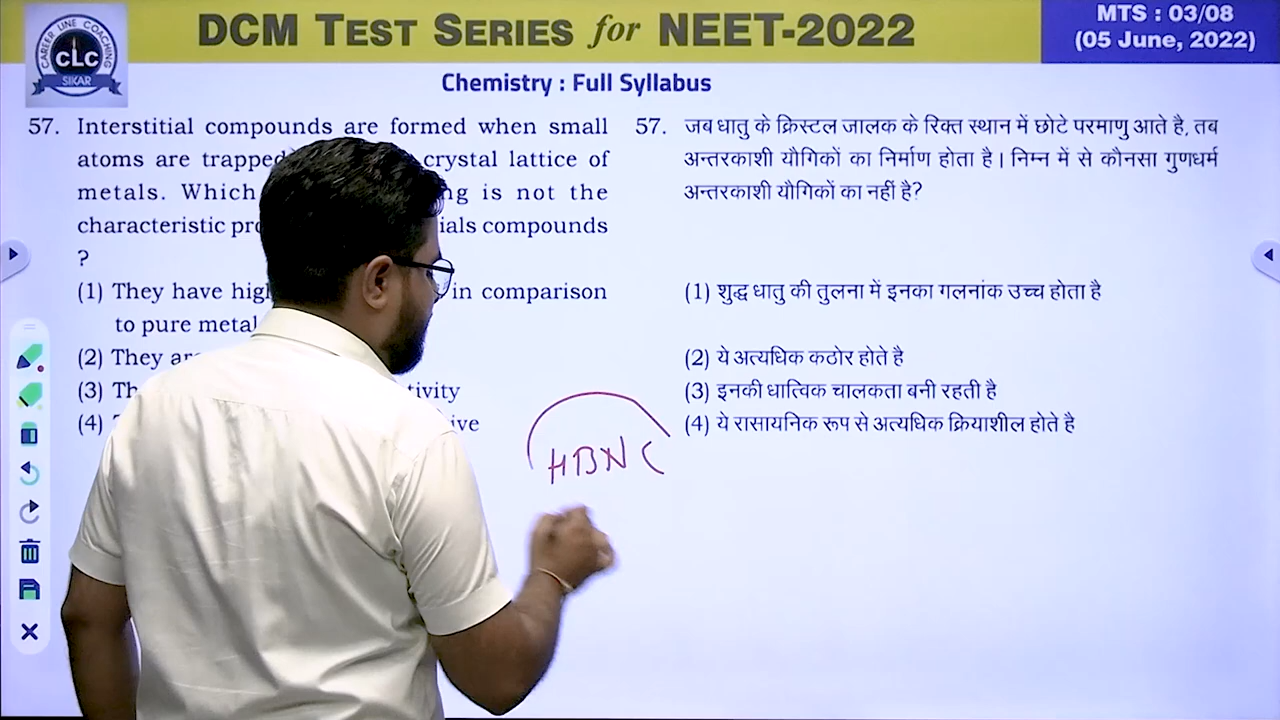 CAREER LINE COACHING
CLC
SIKAR
DCM TEST SERIES for NEET-2022
MTS : 03/08
(05 June, 2022)
Chemistry : Full Syllabus
57. Interstitial compounds are formed when small
atoms are trapped crystal lattice of
metals. Which is not the
characteristic compounds
?
(1) They have in comparison
to pure
(2) They
(3)
(4)
HBNC
57. जब धातु के क्रिस्टल जालक के रिक्त स्थान में छोटे परमाणु आते है, तब
अन्तरकाशी यौगिकों का निर्माण होता है। निम्न में से कौनसा गुणधर्म
अन्तरकाशी यौगिकों का नहीं है?
(1) शुद्ध धातु की तुलना में इनका गलनांक उच्च होता है
(2) ये अत्यधिक कठोर होते है
(3) इनकी धात्विक चालकता बनी रहती है
(4) ये रासायनिक रूप से अत्यधिक क्रियाशील होते है